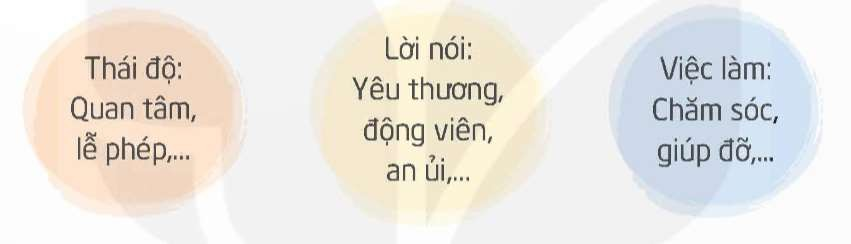 Thái độ:
Quan tâm,
lễ phép,...
Lời nói:
Yêu thương,
động viên,
an ủi,...
Việc làm:
Chăm sóc,
giúp đỡ,...